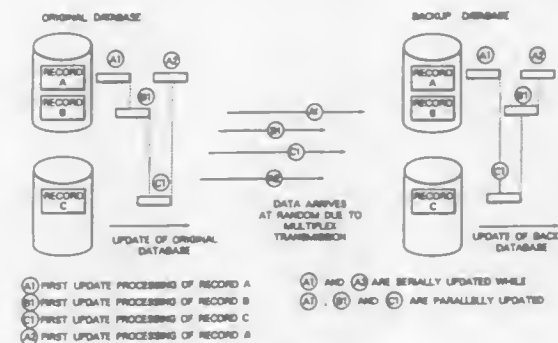 ORIGINAL DATABASE
BACKUP DATABASE
A1
A2
A1
A2
RECORD A
B1
RECORD A
B1
RECORD B
RECORD B
A1
B1
C1
C1
C1
RECORD C
RECORD C
DATA ARRIVES
AT RANDOM DUE TO
MULTIPLEX
TRANSMISSION
UPDATE OF ORIGINAL
DATABASE
UPDATE OF BAC
DATABASE
A1 FIRST UPDATE PROCESSING OF RECORD A
B1 FIRST UPDATE PROCESSING OF RECORD B
C1 FIRST UPDATE PROCESSING OF RECORD C
A2 FIRST UPDATE PROCESSING OF RECORD A
A1 AND A2 ARE SERIALLY UPDATED WHILE
A1, B1 AND C1 ARE PARALLELLY UPDATED